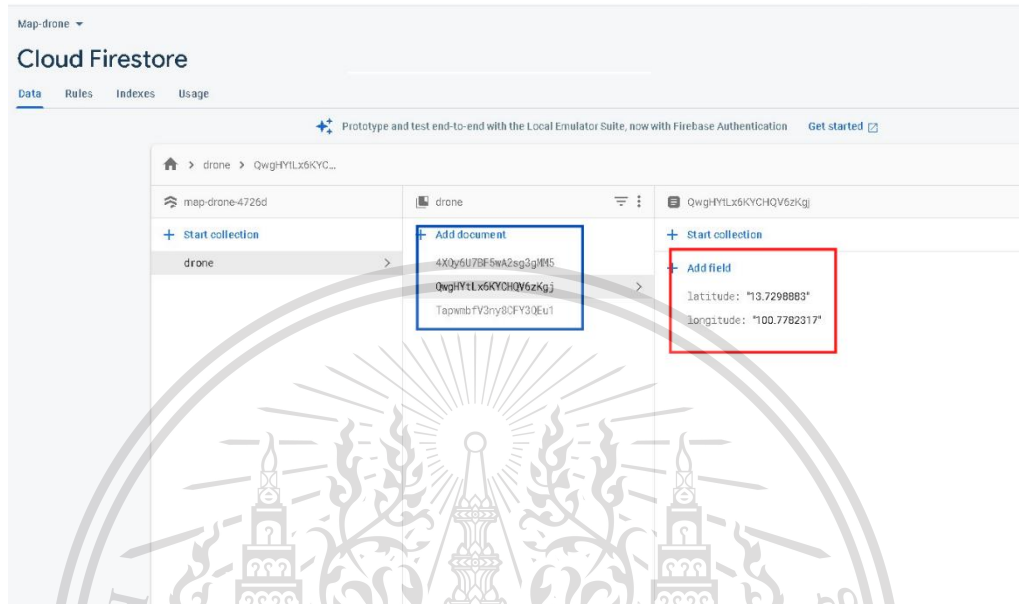 Map-drone
Cloud Firestore
Data Rules Indexes Usage
Prototype and test end-to-end with the Local Emulator Suite, now with Firebase Authentication Get started
drone QwgHYtLx6KYC...
map-drone-4726d
drone
QwgHYtLx6KYCHQV6zKgj
+ Start collection
drone
+ Add document
4XQy6U7BF5wA2sg3gMM5
QwgHYtLx6KYCHQV6zKgj
TapwmbfV3ny8CFY3QEu1
+ Start collection
+ Add field
latitude: "13.7298883"
longitude: "100.7782317"